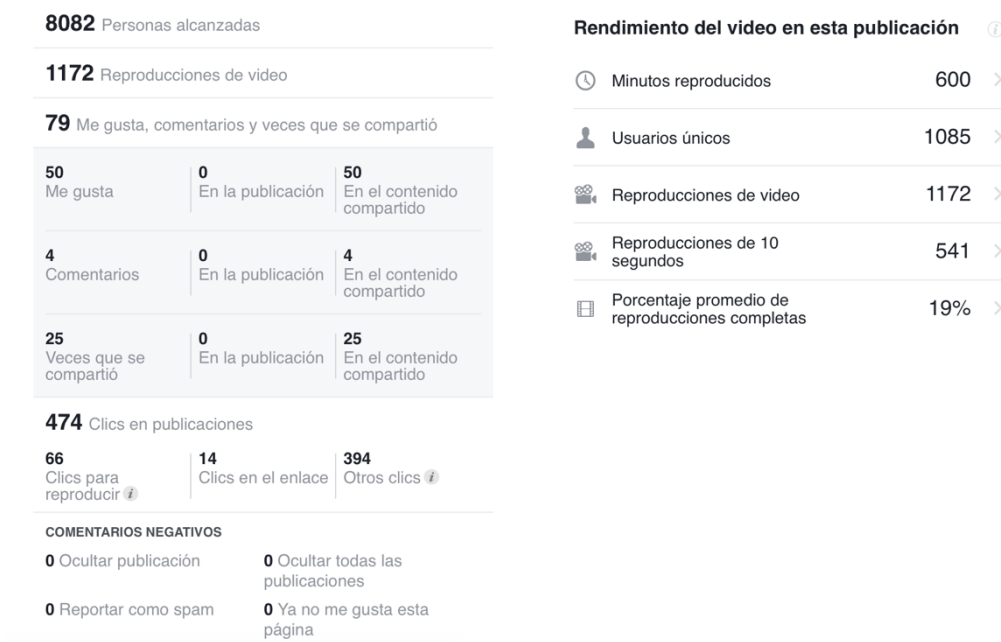 8082 Personas alcanzadas
1172 Reproducciones de video
79 Me gusta, comentarios y veces que se compartió
50
Me gusta
0
En la publicación
50
En el contenido
compartido
4
Comentarios
0
En la publicación
4
En el contenido
compartido
25
Veces que se
compartió
0
En la publicación
25
En el contenido
compartido
474 Clics en publicaciones
66
Clics para
reproducir i
14
Clics en el enlace
394
Otros clics i
COMENTARIOS NEGATIVOS
0 Ocultar publicación
0 Ocultar todas las
publicaciones
0 Reportar como spam
0 Ya no me gusta esta
página
Rendimiento del video en esta publicación i
Minutos reproducidos 600
Usuarios únicos 1085
Reproducciones de video 1172
Reproducciones de 10
segundos
541
Porcentaje promedio de
reproducciones completas
19%